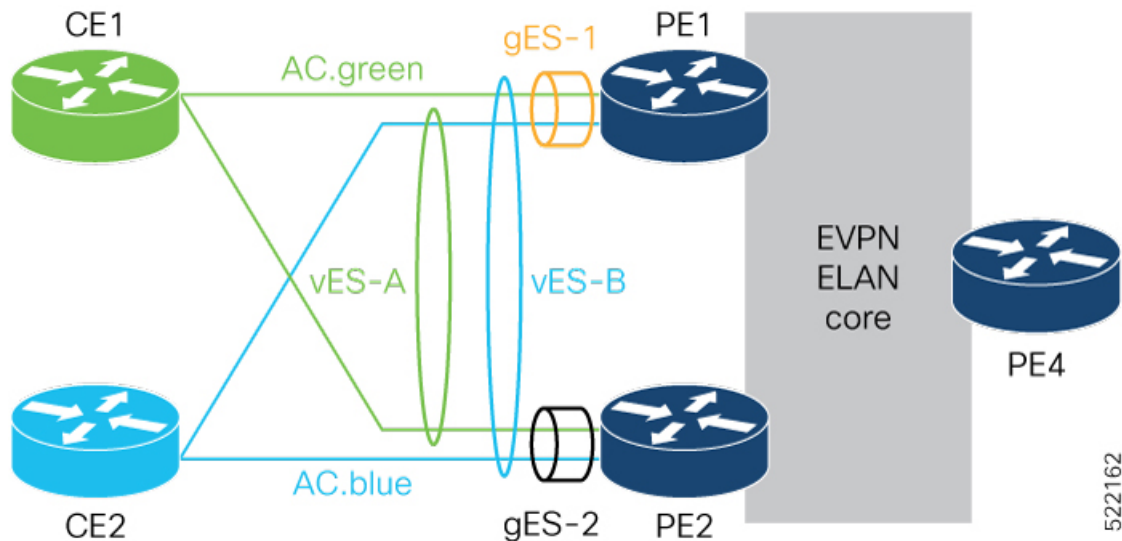 CE1
PE1
gES-1
AC.green
vES-A
vES-B
EVPN
ELAN
core
PE4
AC.blue
CE2
gES-2
PE2
522162